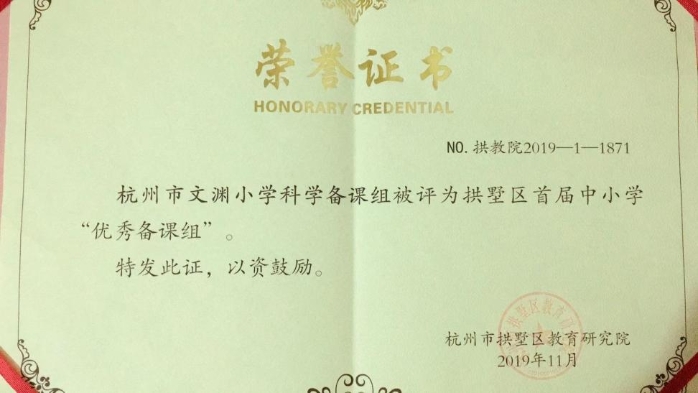 荣誉证书
HONORARY CREDENTIAL
NO.拱教院2019—1—1871
杭州市文渊小学科学备课组被评为拱墅区首届中小学
“优秀备课组”。
特发此证，以资鼓励。
杭州市拱墅区教育研究院
2019年11月